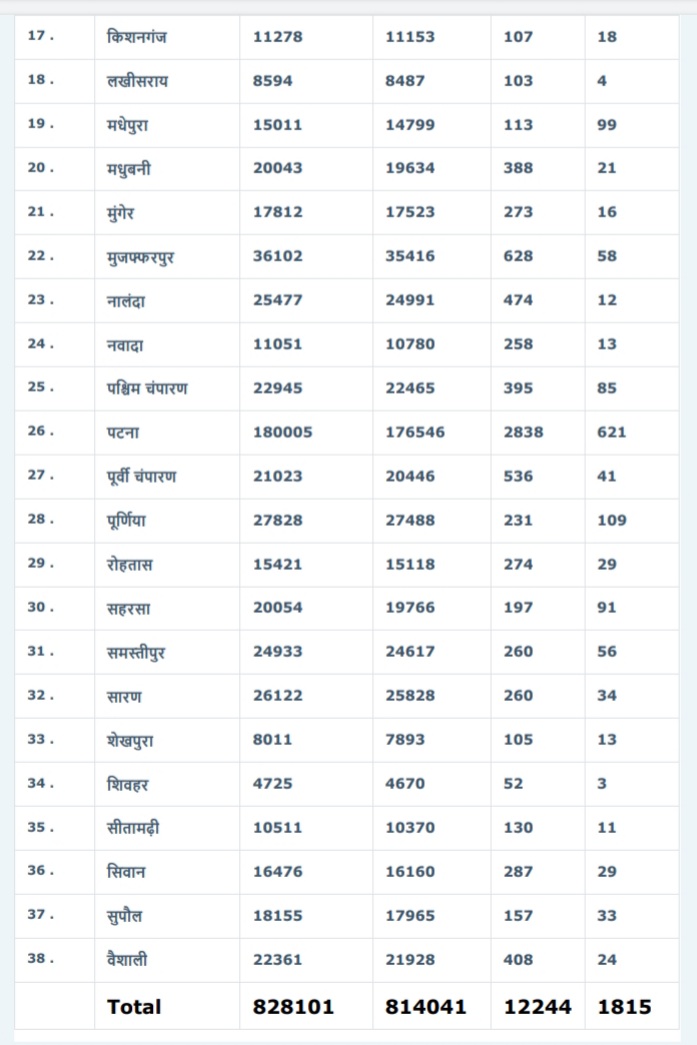 17 . किशनगंज 11278 11153 107 18
18 . लखीसराय 8594 8487 103 4
19 . मधेपुरा 15011 14799 113 99
20 . मधुबनी 20043 19634 388 21
21 . मुंगेर 17812 17523 273 16
22 . मुजफ्फरपुर 36102 35416 628 58
23 . नालंदा 25477 24991 474 12
24 . नवादा 11051 10780 258 13
25 . पश्चिम चंपारण 22945 22465 395 85
26 . पटना 180005 176546 2838 621
27 . पूर्वी चंपारण 21023 20446 536 41
28 . पूर्णिया 27828 27488 231 109
29 . रोहतास 15421 15118 274 29
30 . सहरसा 20054 19766 197 91
31 . समस्तीपुर 24933 24617 260 56
32 . सारण 26122 25828 260 34
33 . शेखपुरा 8011 7893 105 13
34 . शिवहर 4725 4670 52 3
35 . सीतामढ़ी 10511 10370 130 11
36 . सिवान 16476 16160 287 29
37 . सुपौल 18155 17965 157 33
38 . वैशाली 22361 21928 408 24
Total 828101 814041 12244 1815